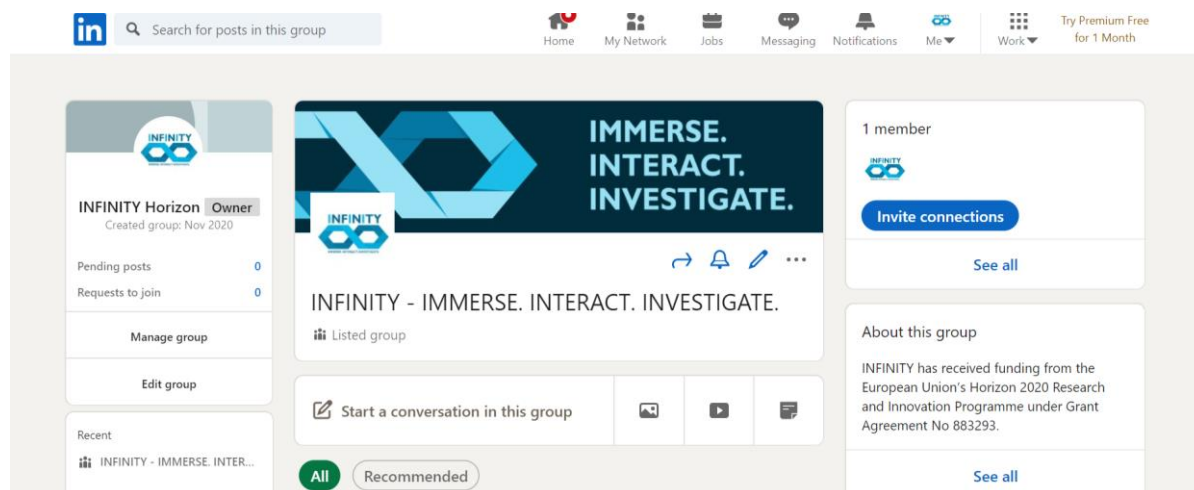 in
Search for posts in this group
Home
My Network
Jobs
Messaging
Notifications
Me
Work
Try Premium Free
for 1 Month
INFINITY
INFINITY Horizon Owner
Created group: Nov 2020
Pending posts 0
Requests to join 0
Manage group
Edit group
Recent
INFINITY - IMMERSE. INTER...
IMMERSE.
INTERACT.
INVESTIGATE.
INFINITY
INFINITY - IMMERSE. INTERACT. INVESTIGATE.
Listed group
Start a conversation in this group
All
Recommended
1 member
INFINITY
Invite connections
See all
About this group
INFINITY has received funding from the
European Union's Horizon 2020 Research
and Innovation Programme under Grant
Agreement No 883293.
See all